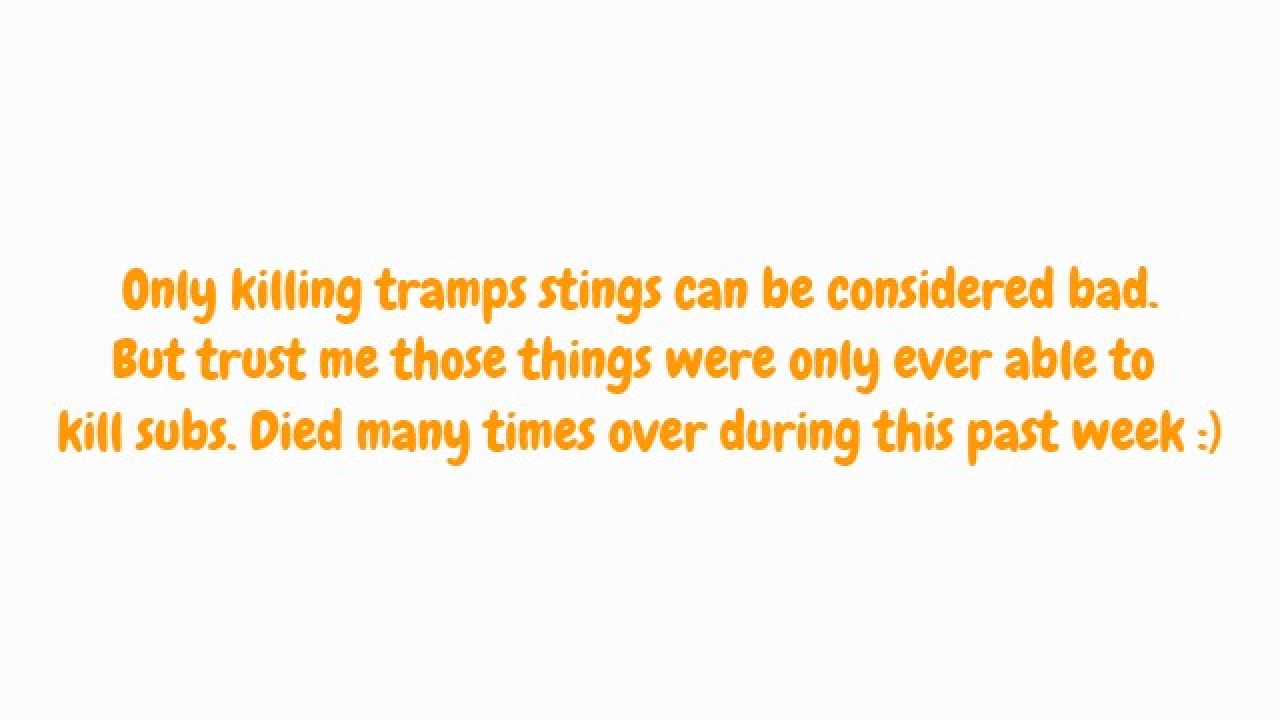 Only killing tramps stings can be considered bad.
But trust me those things were only ever able to
kill subs. Died many times over during this past week :)